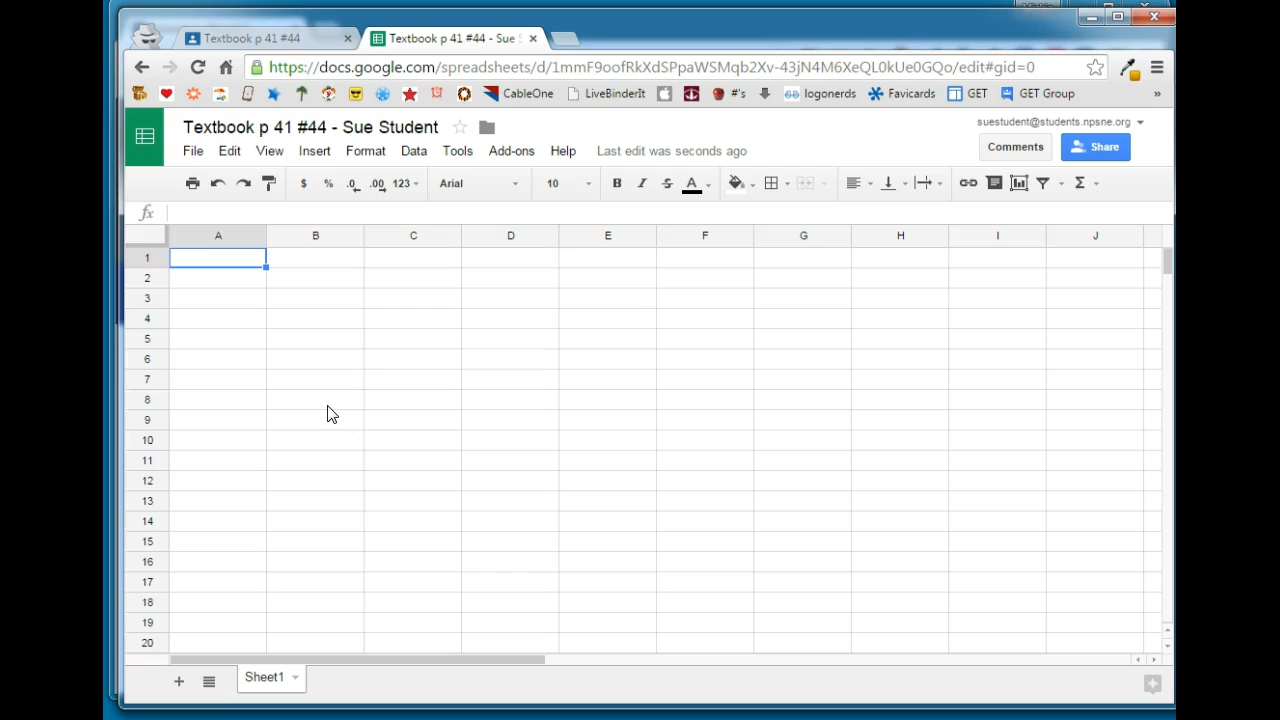 Textbook p 41 #44
Textbook p 41 #44 - Sue S
https://docs.google.com/spreadsheets/d/1mmF9oofRkXdSPpaWSMqb2Xv-43jN4M6XeQL0kUe0GQo/edit#gid=0
#'s logonerds CableOne LiveBinderIt Favicards GET GET Group »
Textbook p 41 #44 - Sue Student
suestudent@students.npsne.org
File Edit View Insert Format Data Tools Add-ons Help Last edit was seconds ago
Comments Share
$ % .0 .00 123 Arial 10 B I S A Σ
fx
A B C D E F G H I J
1
2
3
4
5
6
7
8
9
10
11
12
13
14
15
16
17
18
19
20
+ Sheet1